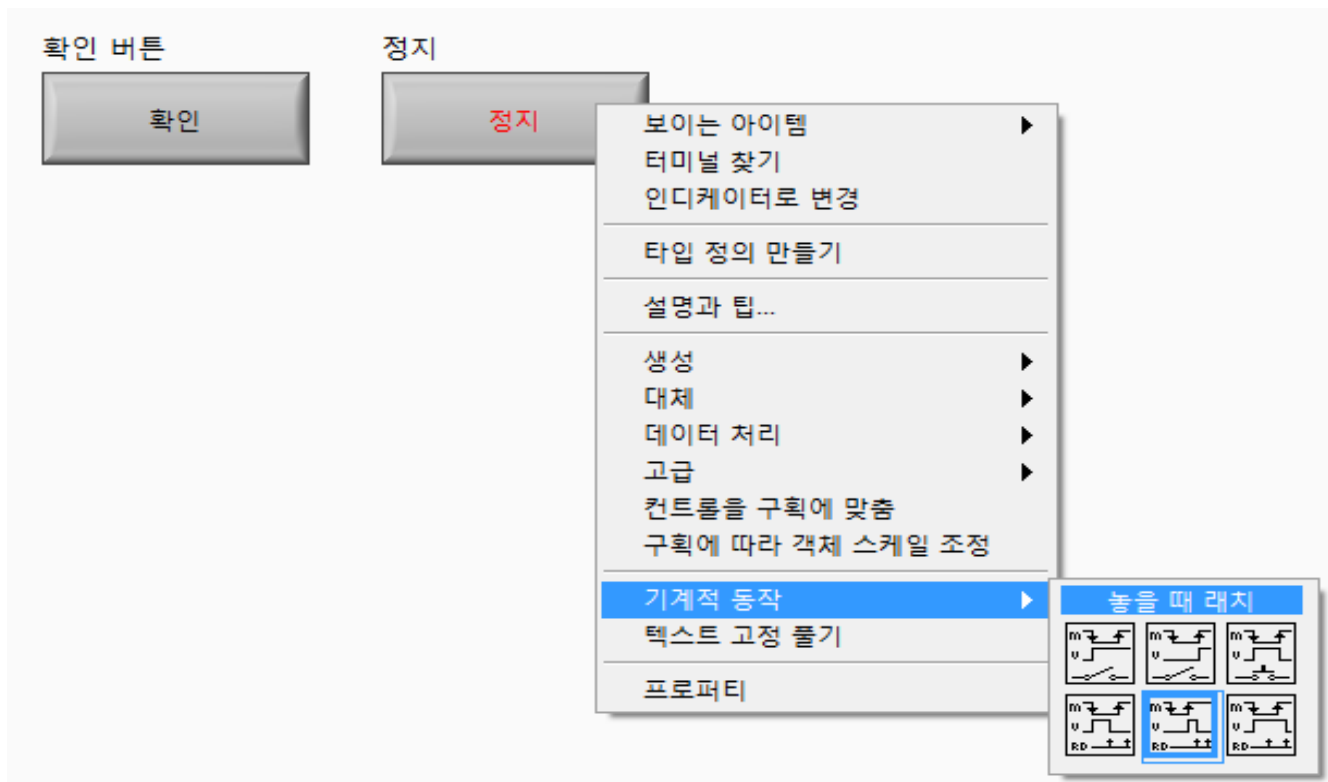 확인 버튼
정지
확인
정지
보이는 아이템
터미널 찾기
인디케이터로 변경
타입 정의 만들기
설명과 팁...
생성
대체
데이터 처리
고급
컨트롤을 구획에 맞춤
구획에 따라 객체 스케일 조정
기계적 동작
텍스트 고정 풀기
프로퍼티
놓을 때 래치
m m m
v v v
m m m
v v v
RD RD RD